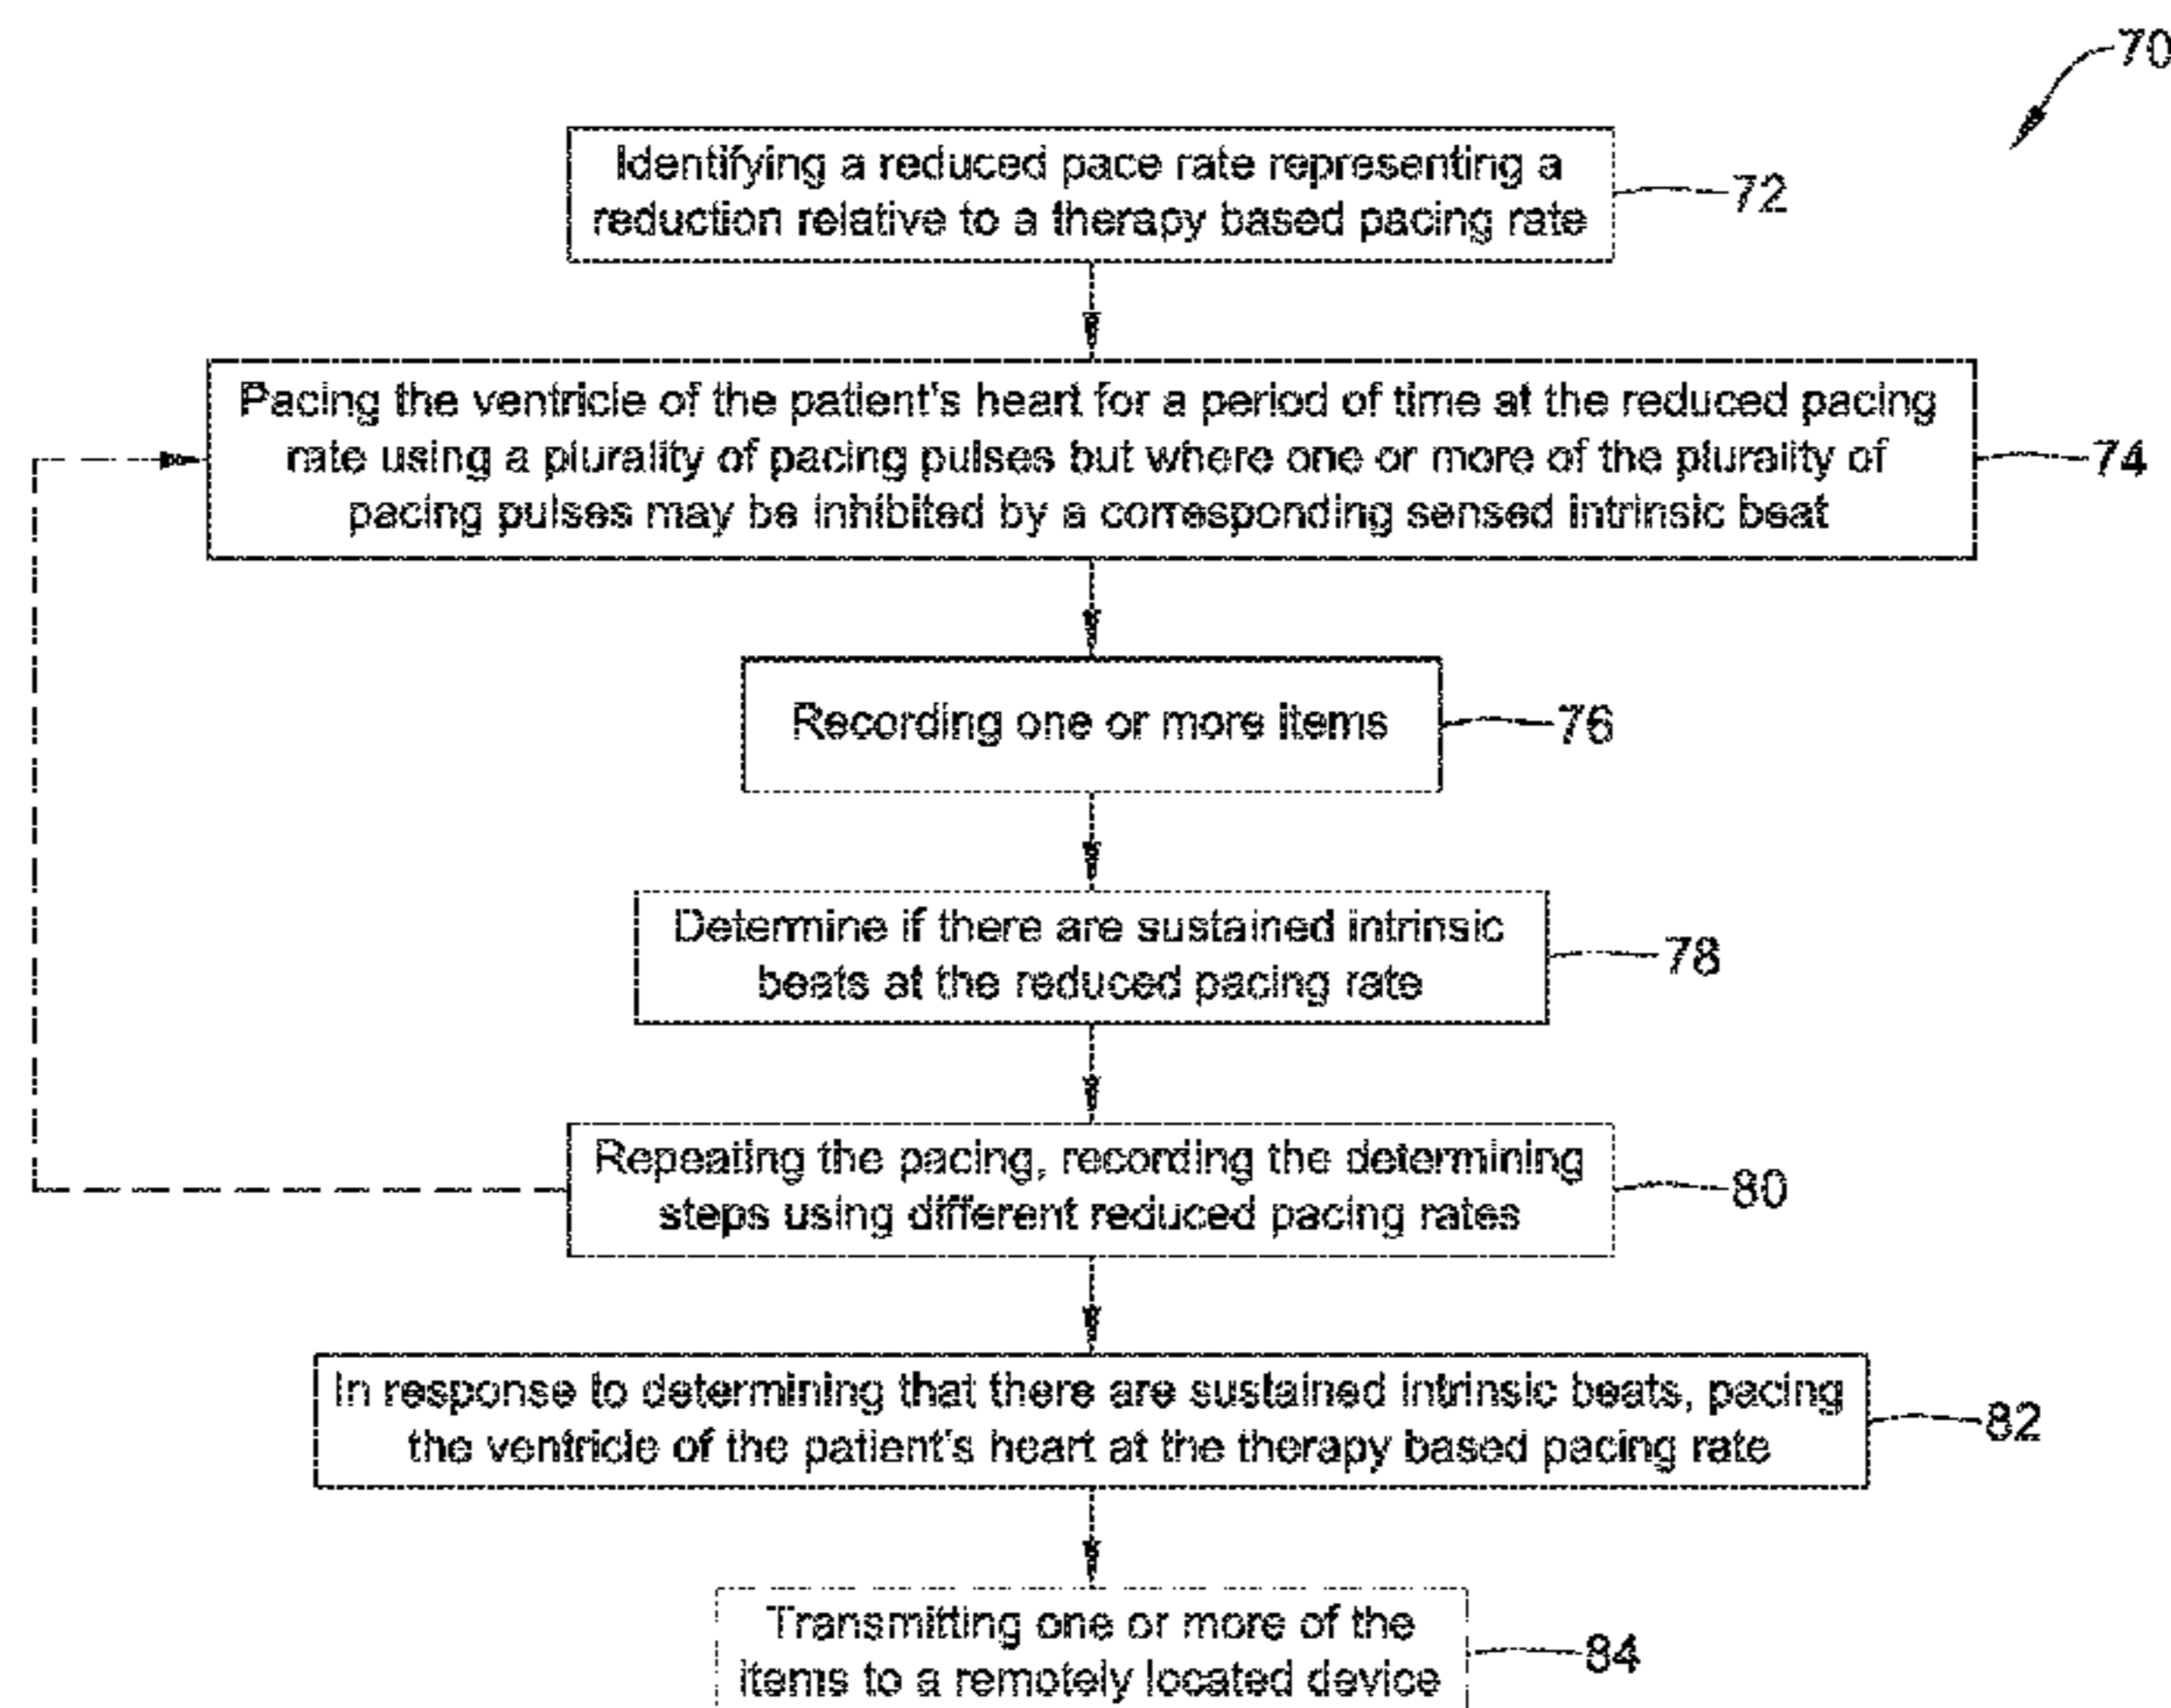 70
Identifying a reduced pace rate representing a
reduction relative to a therapy based pacing rate
72
Pacing the ventricle of the patient's heart for a period of time at the reduced pacing
rate using a plurality of pacing pulses but where one or more of the plurality of
pacing pulses may be inhibited by a corresponding sensed intrinsic beat
74
Recording one or more items
76
Determine if there are sustained intrinsic
beats at the reduced pacing rate
78
Repeating the pacing, recording the determining
steps using different reduced pacing rates
80
In response to determining that there are sustained intrinsic beats, pacing
the ventricle of the patient's heart at the therapy based pacing rate
82
Transmitting one or more of the
items to a remotely located device
84